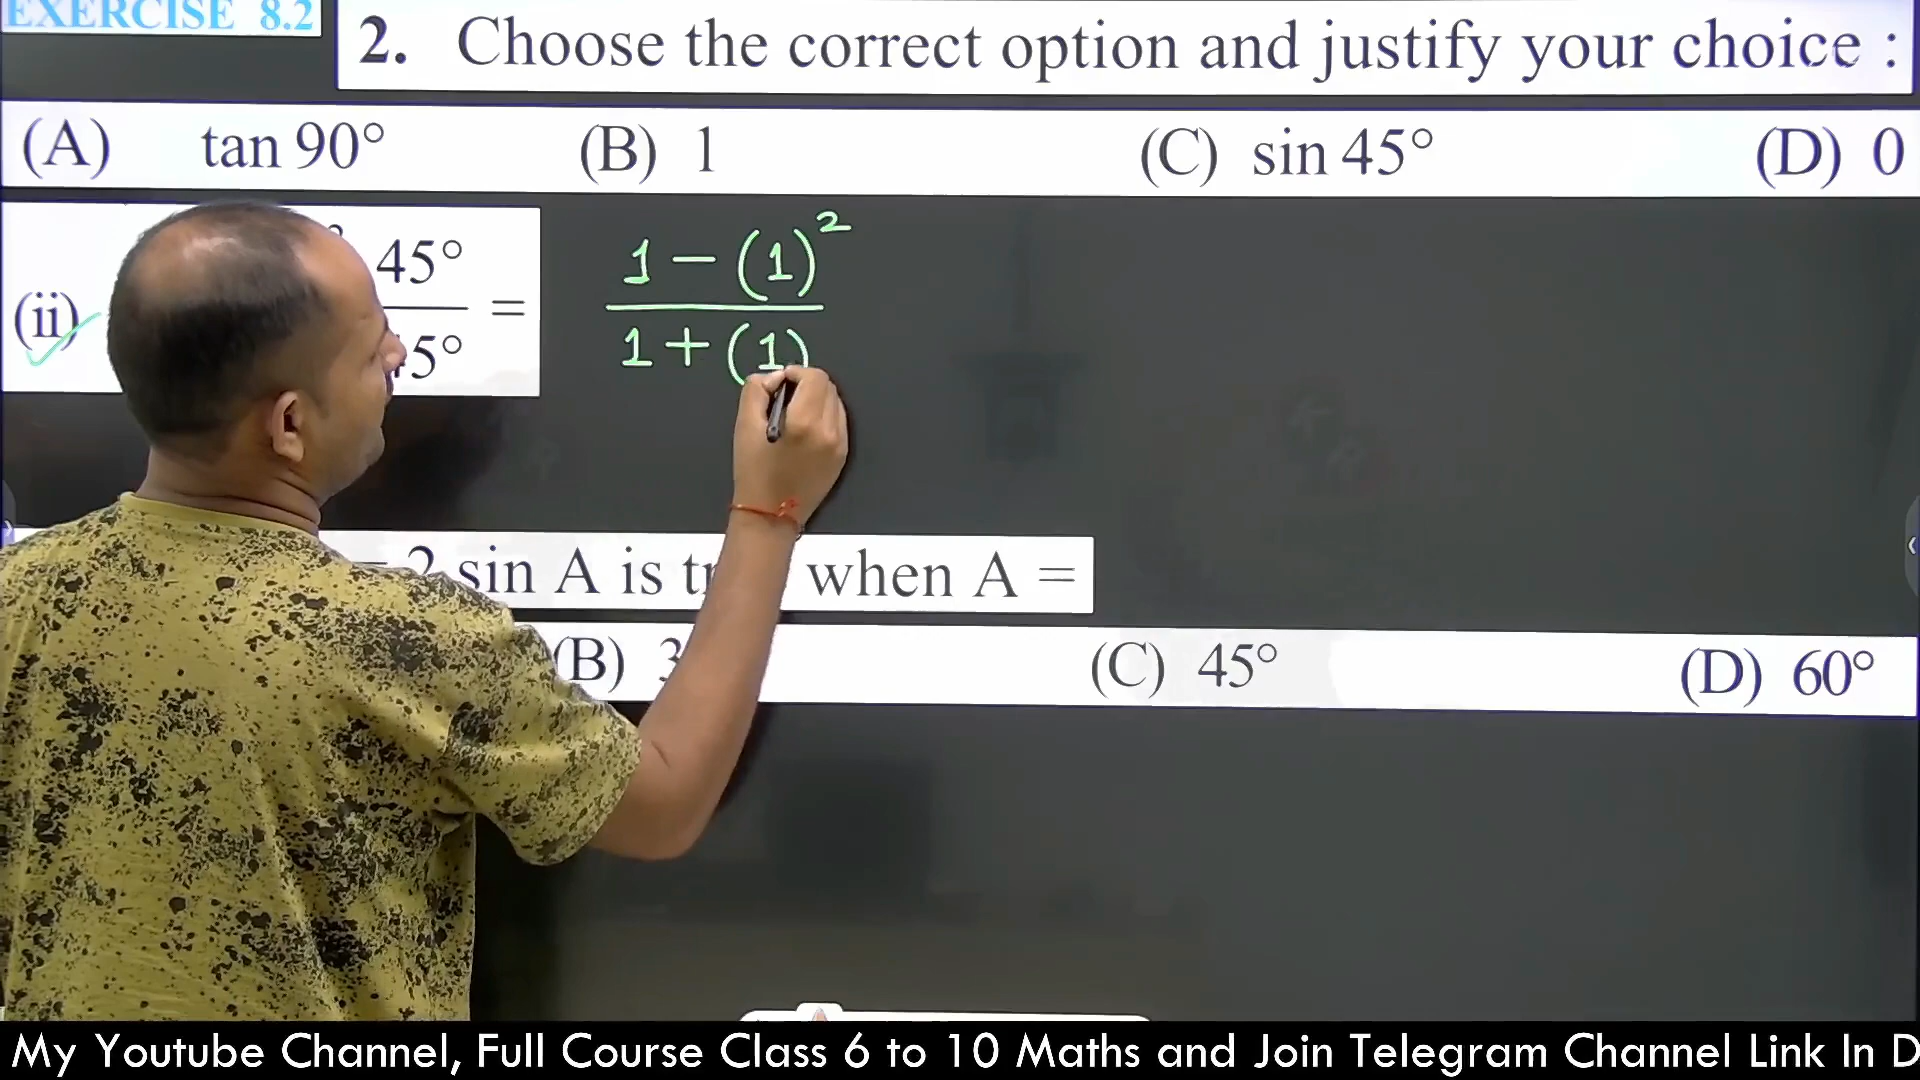 EXERCISE 8.2
2. Choose the correct option and justify your choice :
(A) tan 90° (B) 1 (C) sin 45° (D) 0
(ii) 2 45° = 1 - (1)²
5° 1 + (1)
= 2 sin A is when A =
(B) 3 (C) 45° (D) 60°
My Youtube Channel, Full Course Class 6 to 10 Maths and Join Telegram Channel Link In D